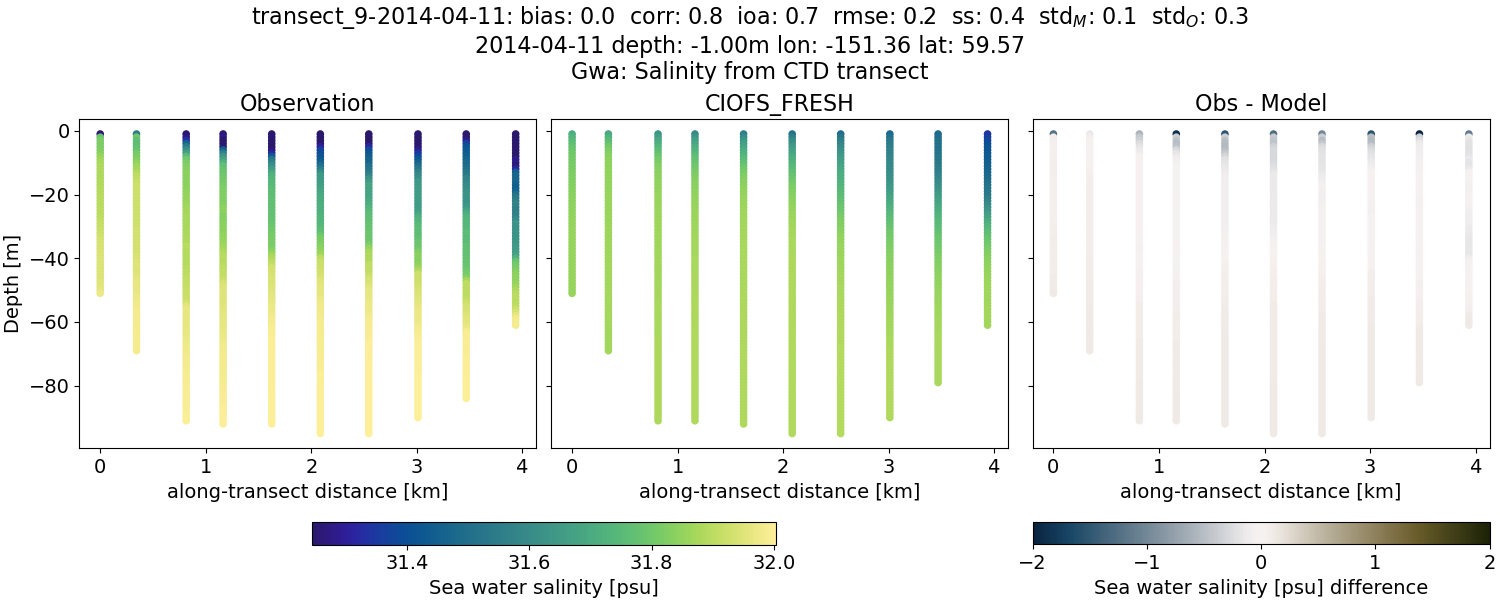 transect_9-2014-04-11: bias: 0.0 corr: 0.8 ioa: 0.7 rmse: 0.2 ss: 0.4 std_M: 0.1 std_O: 0.3
2014-04-11 depth: -1.00m lon: -151.36 lat: 59.57
Gwa: Salinity from CTD transect
Observation
CIOFS_FRESH
Obs - Model
Depth [m]
0
−20
−40
−60
−80
0 1 2 3 4
0 1 2 3 4
0 1 2 3 4
along-transect distance [km]
along-transect distance [km]
along-transect distance [km]
31.4 31.6 31.8 32.0
Sea water salinity [psu]
−2 −1 0 1 2
Sea water salinity [psu] difference